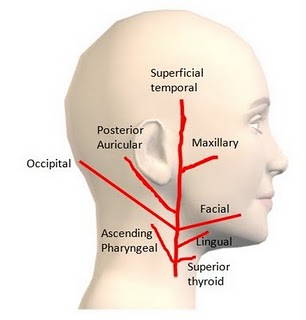 Superficial
temporal
Posterior
Auricular
Maxillary
Occipital
Facial
Ascending
Pharyngeal
Lingual
Superior
thyroid